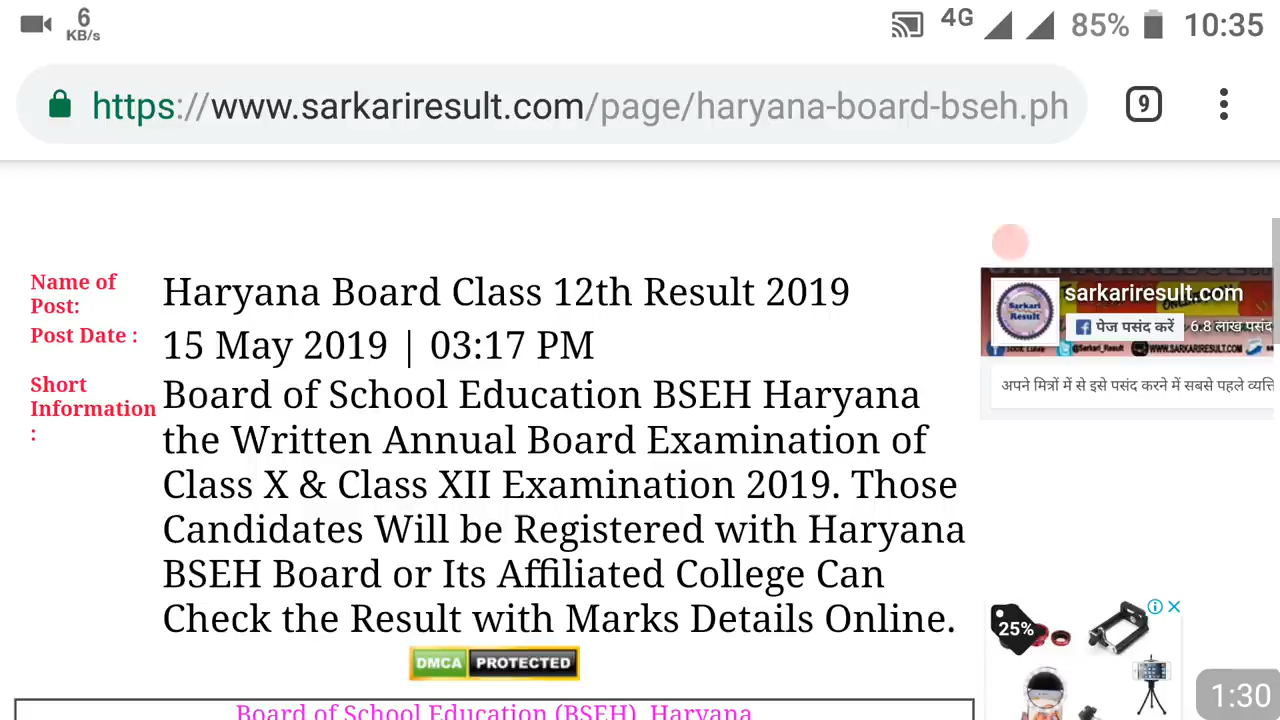 6
KB/s
4G
85%
10:35
https://www.sarkariresult.com/page/haryana-board-bseh.ph
9
Name of
Post:
Haryana Board Class 12th Result 2019
Post Date :
15 May 2019 | 03:17 PM
Short
Information
:
Board of School Education BSEH Haryana
the Written Annual Board Examination of
Class X & Class XII Examination 2019. Those
Candidates Will be Registered with Haryana
BSEH Board or Its Affiliated College Can
Check the Result with Marks Details Online.
DMCA PROTECTED
Board of School Education (BSEH), Haryana
sarkariresult.com
Sarkari
Result
पेज पसंद करें
6.8 लाख पसंद
WWW.SARKARIRESULT.COM
अपने मित्रों में से इसे पसंद करने में सबसे पहले व्यक्ति
25%
1:30